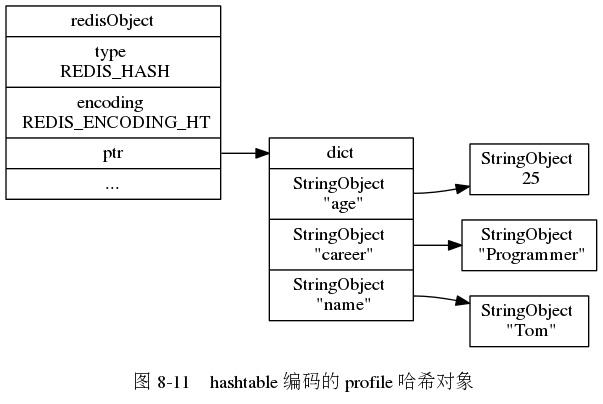 redisObject
type
REDIS_HASH
encoding
REDIS_ENCODING_HT
ptr
...
dict
StringObject
"age"
StringObject
"career"
StringObject
"name"
StringObject
25
StringObject
"Programmer"
StringObject
"Tom"
图 8-11 hashtable 编码的 profile 哈希对象